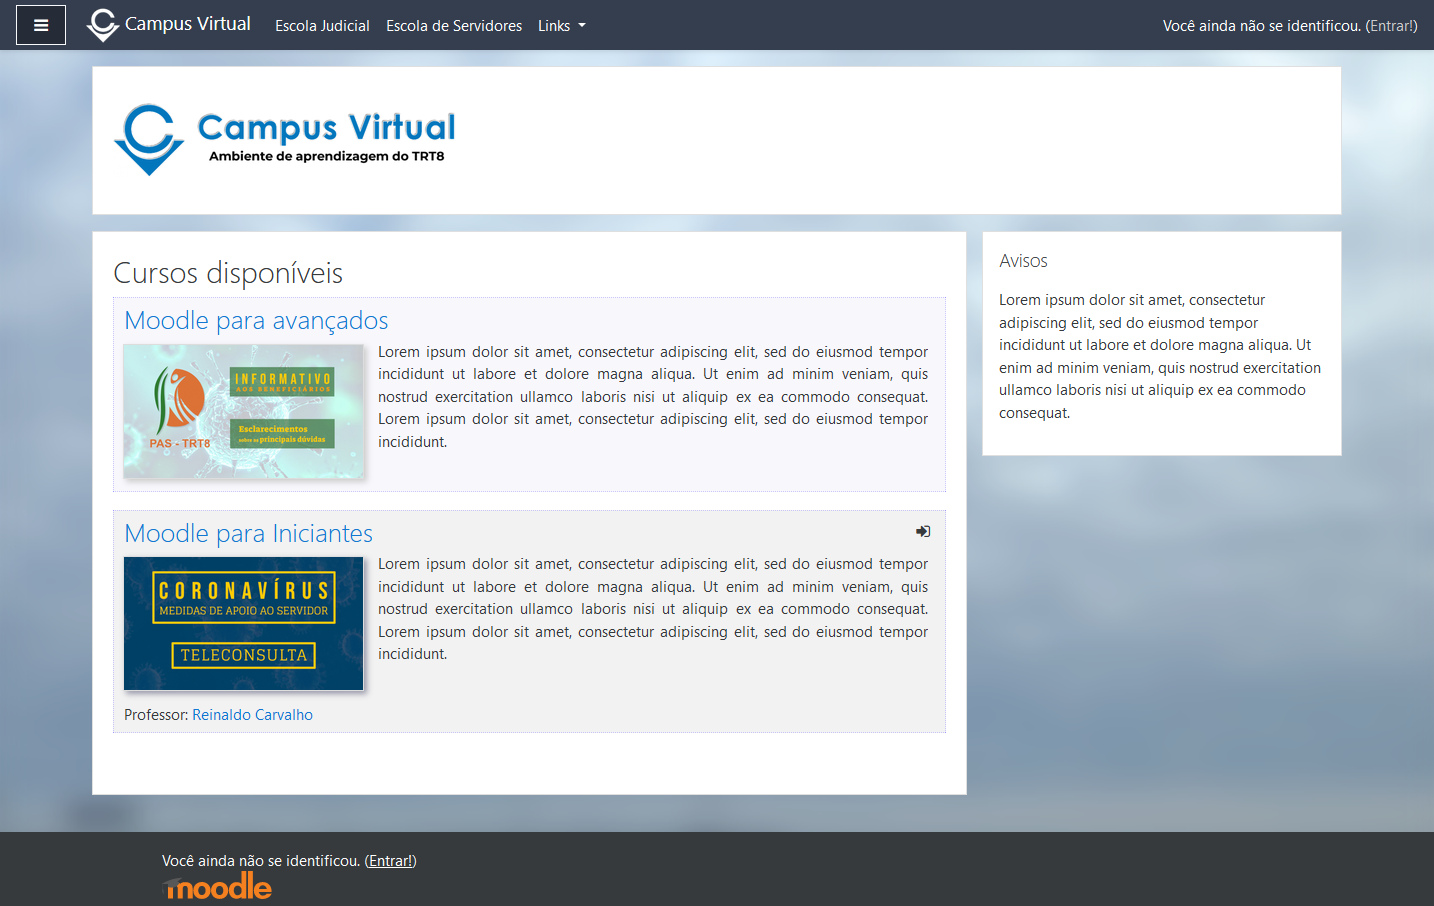 Campus Virtual
Escola Judicial
Escola de Servidores
Links
Você ainda não se identificou. (Entrar!)
Campus Virtual
Ambiente de aprendizagem do TRT8
Cursos disponíveis
Moodle para avançados
INFORMATIVO
AOS BENEFICIÁRIOS
Esclarecimentos
sobre as principais dúvidas
PAS - TRT8
Lorem ipsum dolor sit amet, consectetur adipiscing elit, sed do eiusmod tempor
incididunt ut labore et dolore magna aliqua. Ut enim ad minim veniam, quis
nostrud exercitation ullamco laboris nisi ut aliquip ex ea commodo consequat.
Lorem ipsum dolor sit amet, consectetur adipiscing elit, sed do eiusmod tempor
incididunt.
Moodle para Iniciantes
CORONAVÍRUS
MEDIDAS DE APOIO AO SERVIDOR
TELECONSULTA
Lorem ipsum dolor sit amet, consectetur adipiscing elit, sed do eiusmod tempor
incididunt ut labore et dolore magna aliqua. Ut enim ad minim veniam, quis
nostrud exercitation ullamco laboris nisi ut aliquip ex ea commodo consequat.
Lorem ipsum dolor sit amet, consectetur adipiscing elit, sed do eiusmod tempor
incididunt.
Professor: Reinaldo Carvalho
Avisos
Lorem ipsum dolor sit amet, consectetur
adipiscing elit, sed do eiusmod tempor
incididunt ut labore et dolore magna aliqua. Ut
enim ad minim veniam, quis nostrud exercitation
ullamco laboris nisi ut aliquip ex ea commodo
consequat.
Você ainda não se identificou. (Entrar!)
moodle